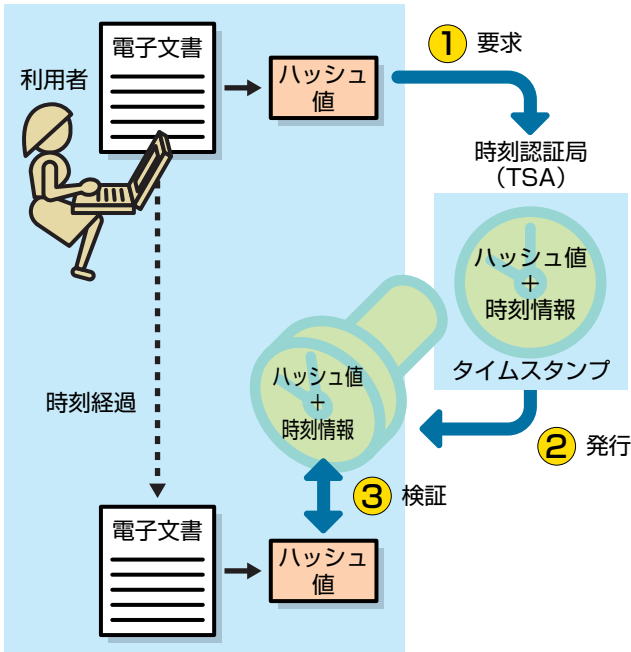 電子文書
利用者
ハッシュ
値
1 要求
時刻認証局
（TSA）
ハッシュ値
+
時刻情報
タイムスタンプ
ハッシュ値
+
時刻情報
2 発行
時刻経過
3 検証
電子文書
ハッシュ
値